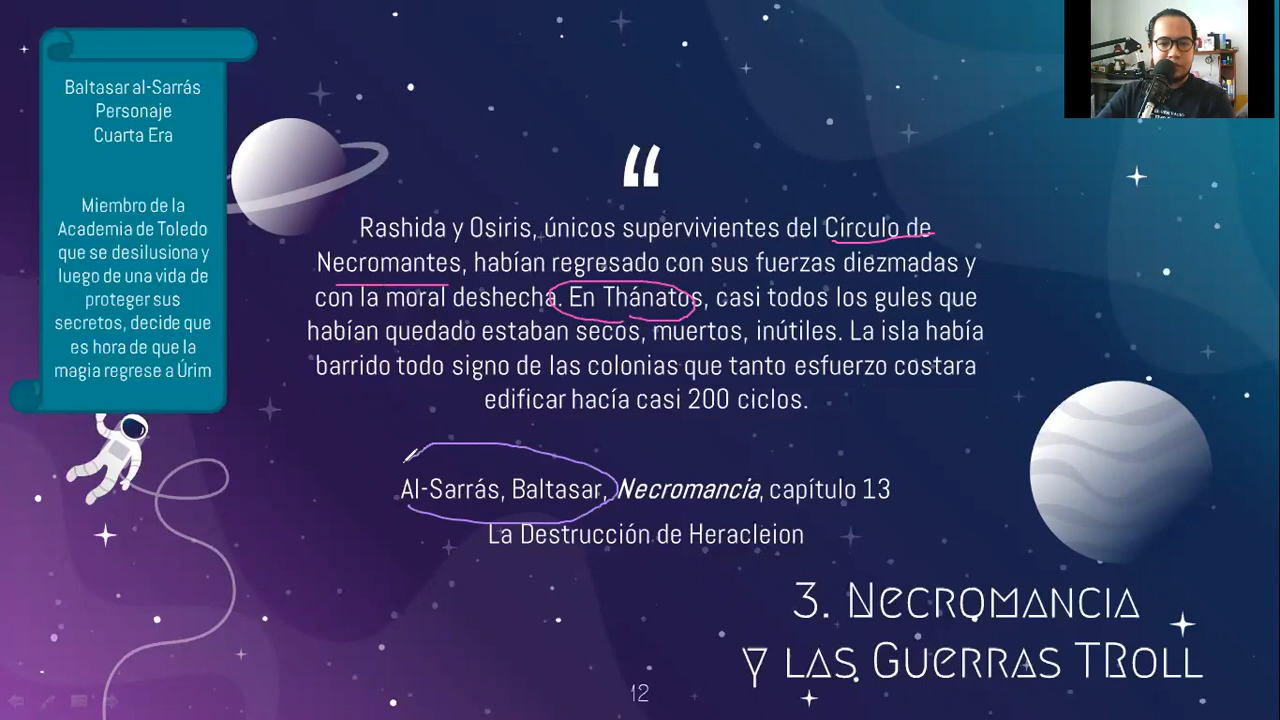 Baltasar al-Sarrás
Personaje
Cuarta Era
Miembro de la
Academia de Toledo
que se desilusiona y
luego de una vida de
proteger sus
secretos, decide que
es hora de que la
magia regrese a Úrim
“
Rashida y Osiris, únicos supervivientes del Círculo de
Necromantes, habían regresado con sus fuerzas diezmadas y
con la moral deshecha. En Thánatos, casi todos los gules que
habían quedado estaban secos, muertos, inútiles. La isla había
barrido todo signo de las colonias que tanto esfuerzo costara
edificar hacía casi 200 ciclos.
Al-Sarrás, Baltasar, Necromancia, capítulo 13
La Destrucción de Heracleion
3. Necromancia
y las Guerras Troll
12